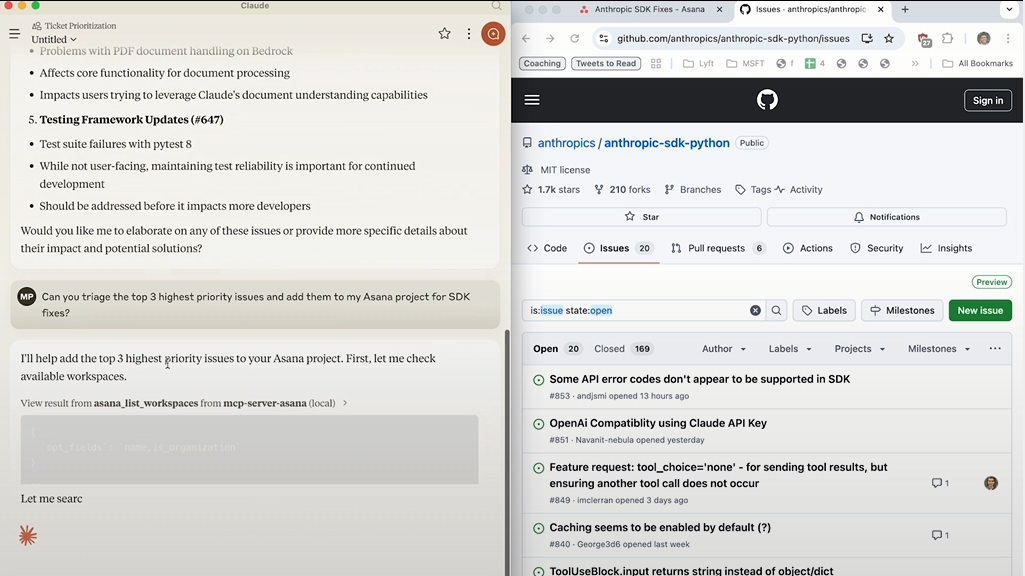 Claude
Ticket Prioritization
Untitled
• Problems with PDF document handling on Bedrock
• Affects core functionality for document processing
• Impacts users trying to leverage Claude's document understanding capabilities
5. Testing Framework Updates (#647)
• Test suite failures with pytest 8
• While not user-facing, maintaining test reliability is important for continued
development
• Should be addressed before it impacts more developers
Would you like me to elaborate on any of these issues or provide more specific details about
their impact and potential solutions?
MP
Can you triage the top 3 highest priority issues and add them to my Asana project for SDK
fixes?
I'll help add the top 3 highest priority issues to your Asana project. First, let me check
available workspaces.
View result from asana_list_workspaces from mcp-server-asana (local)
{
`opt_fields`: `name,is_organization`
}
Let me searc
Anthropic SDK Fixes - Asana
Issues · anthropics/anthropic-
github.com/anthropics/anthropic-sdk-python/issues
27
Coaching
Tweets to Read
Lyft
MSFT
f
4
All Bookmarks
Sign in
anthropics / anthropic-sdk-python Public
MIT license
1.7k stars 210 forks Branches Tags Activity
Star
Notifications
Code Issues 20 Pull requests 6 Actions Security Insights
Preview
is:issue state:open
Labels
Milestones
New issue
Open 20 Closed 169 Author Labels Projects Milestones
Some API error codes don't appear to be supported in SDK
#853 · andjsmi opened 13 hours ago
OpenAi Compatiblity using Claude API Key
#851 · Navanit-nebula opened yesterday
Feature request: tool_choice='none' - for sending tool results, but
ensuring another tool call does not occur
1
#849 · imclerran opened 3 days ago
Caching seems to be enabled by default (?)
1
#840 · George3d6 opened last week
ToolUseBlock.input returns string instead of object/dict